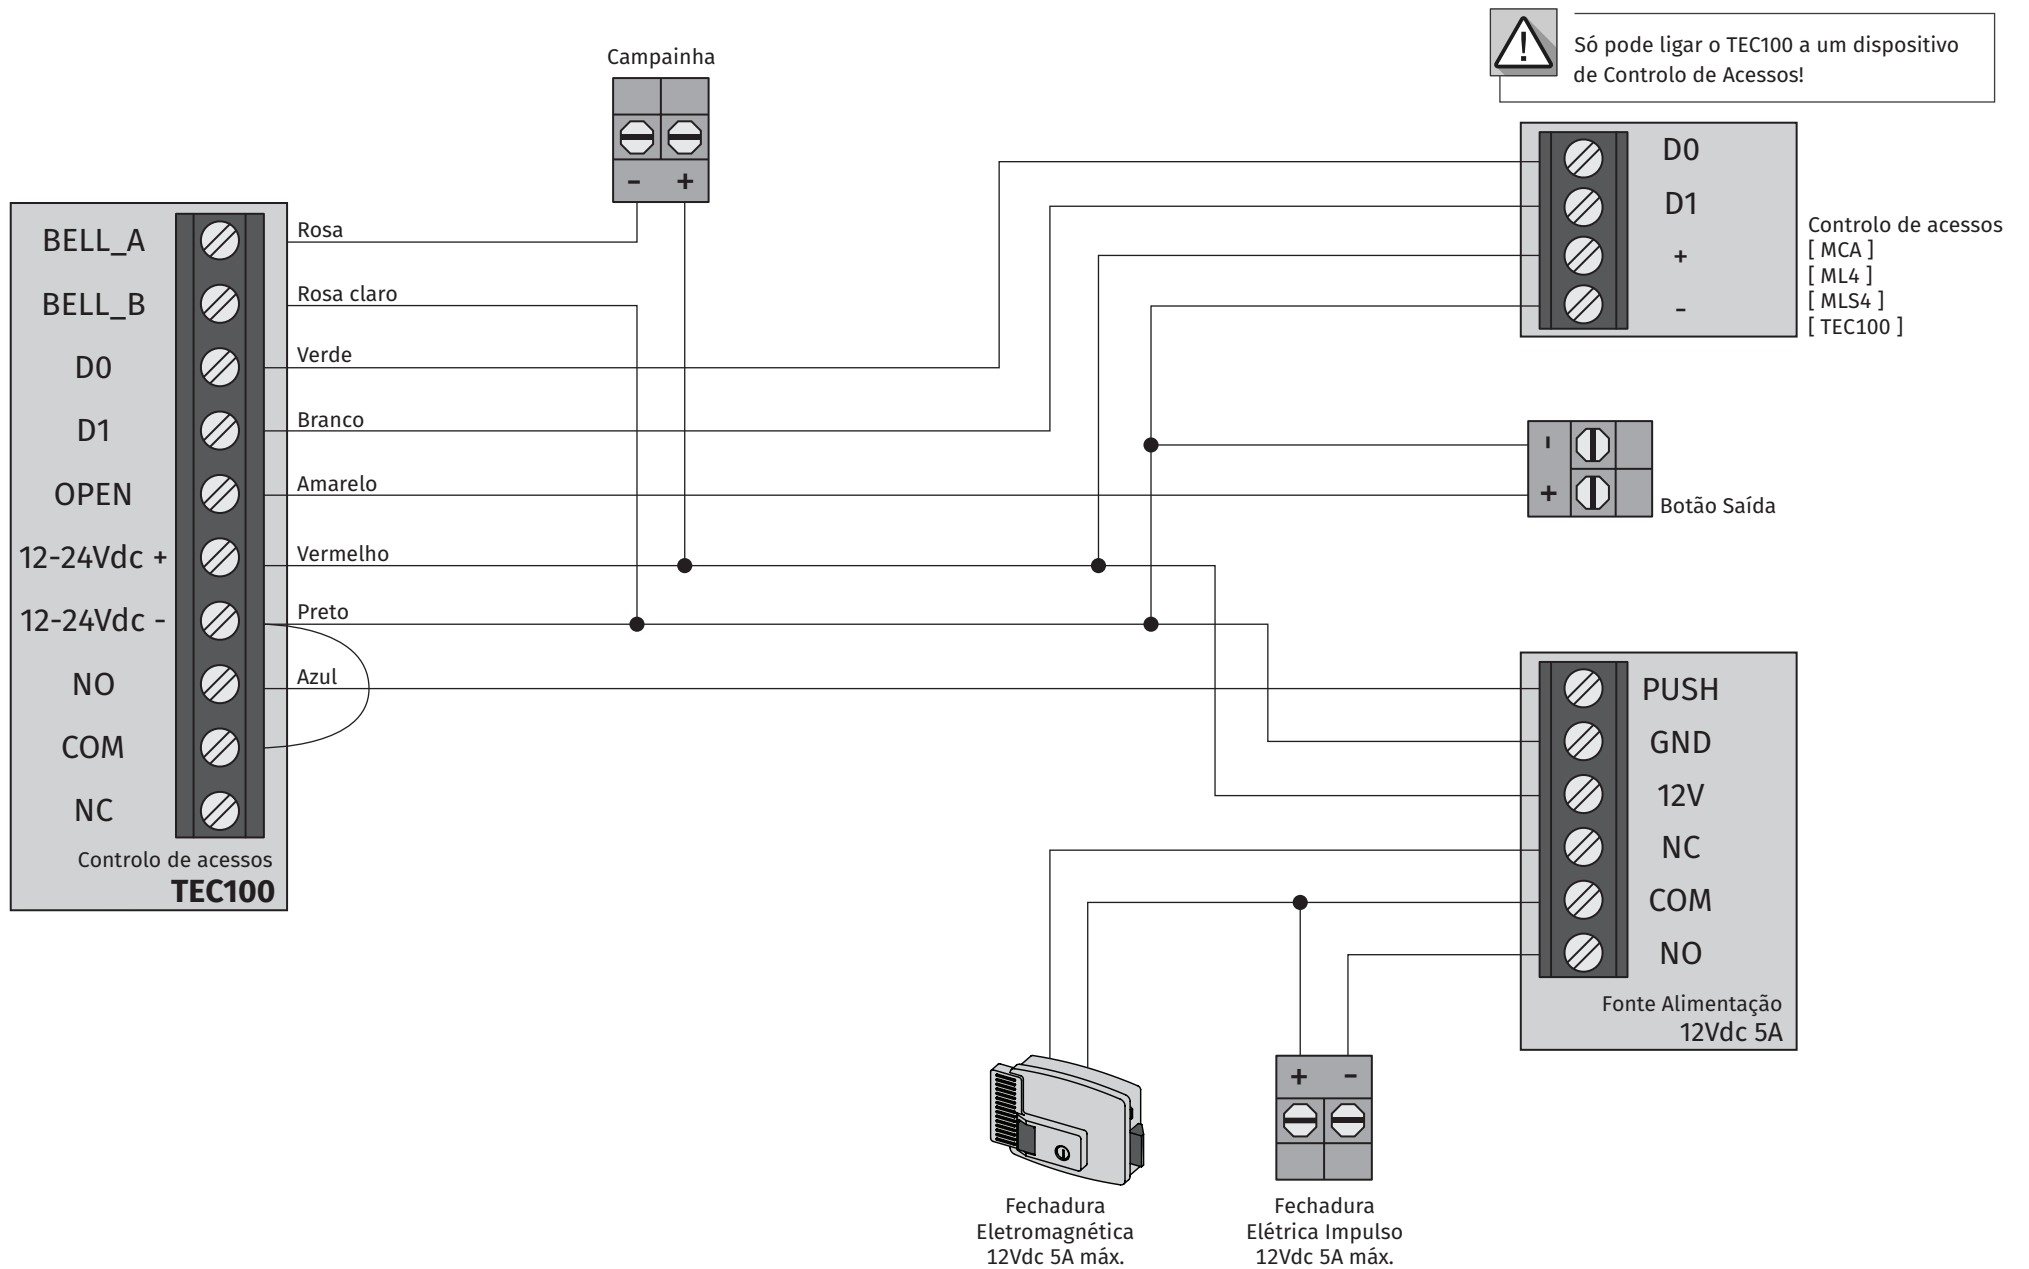 Só pode ligar o TEC100 a um dispositivo
de Controlo de Acessos!
Campainha
- +
BELL_A
BELL_B
D0
D1
OPEN
12-24Vdc +
12-24Vdc -
NO
COM
NC
Controlo de acessos
TEC100
Rosa
Rosa claro
Verde
Branco
Amarelo
Vermelho
Preto
Azul
D0
D1
+
-
Controlo de acessos
[ MCA ]
[ ML4 ]
[ MLS4 ]
[ TEC100 ]
-
+
Botão Saída
PUSH
GND
12V
NC
COM
NO
Fonte Alimentação
12Vdc 5A
+ -
Fechadura
Eletromagnética
12Vdc 5A máx.
Fechadura
Elétrica Impulso
12Vdc 5A máx.